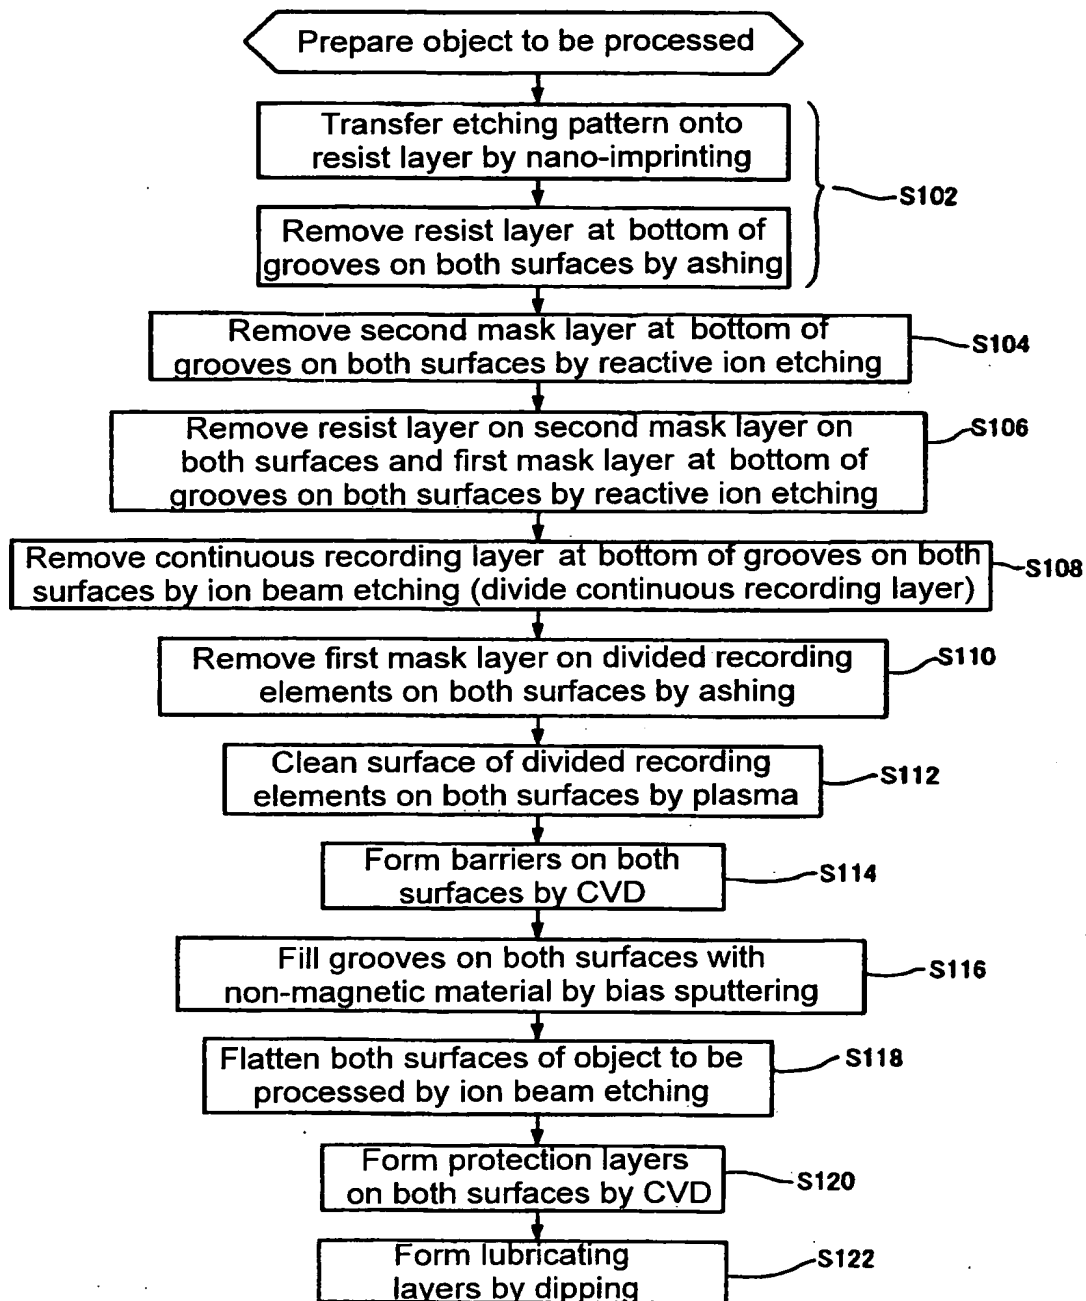 Prepare object to be processed
Transfer etching pattern onto
resist layer by nano-imprinting
S102
Remove resist layer at bottom of
grooves on both surfaces by ashing
Remove second mask layer at bottom of
grooves on both surfaces by reactive ion etching
S104
Remove resist layer on second mask layer on
both surfaces and first mask layer at bottom of
grooves on both surfaces by reactive ion etching
S106
Remove continuous recording layer at bottom of grooves on both
surfaces by ion beam etching (divide continuous recording layer)
S108
Remove first mask layer on divided recording
elements on both surfaces by ashing
S110
Clean surface of divided recording
elements on both surfaces by plasma
S112
Form barriers on both
surfaces by CVD
S114
Fill grooves on both surfaces with
non-magnetic material by bias sputtering
S116
Flatten both surfaces of object to be
processed by ion beam etching
S118
Form protection layers
on both surfaces by CVD
S120
Form lubricating
layers by dipping
S122